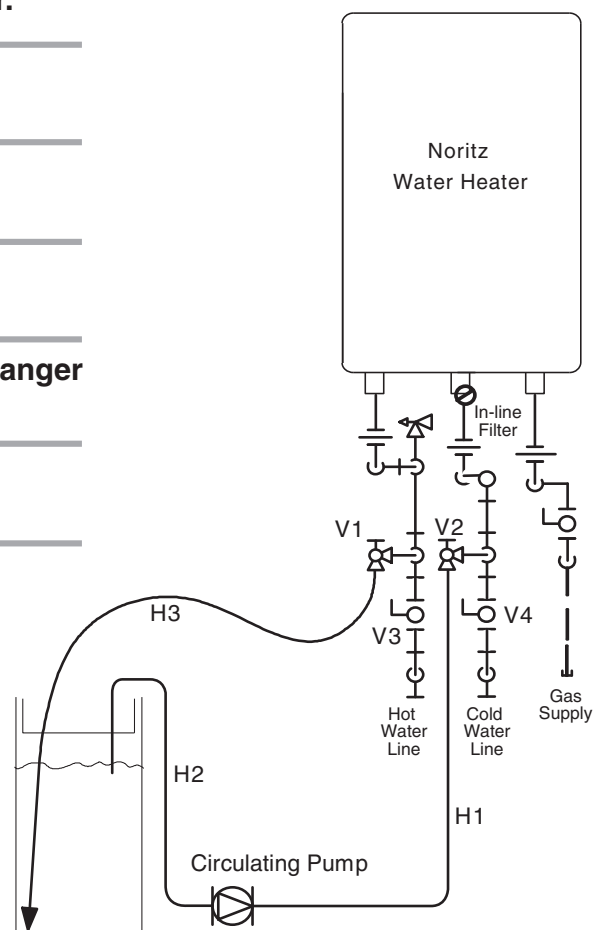 anger
Noritz
Water Heater
In-line
Filter
V1
V2
H3
V3
V4
Hot
Water
Line
Cold
Water
Line
Gas
Supply
H2
H1
Circulating Pump